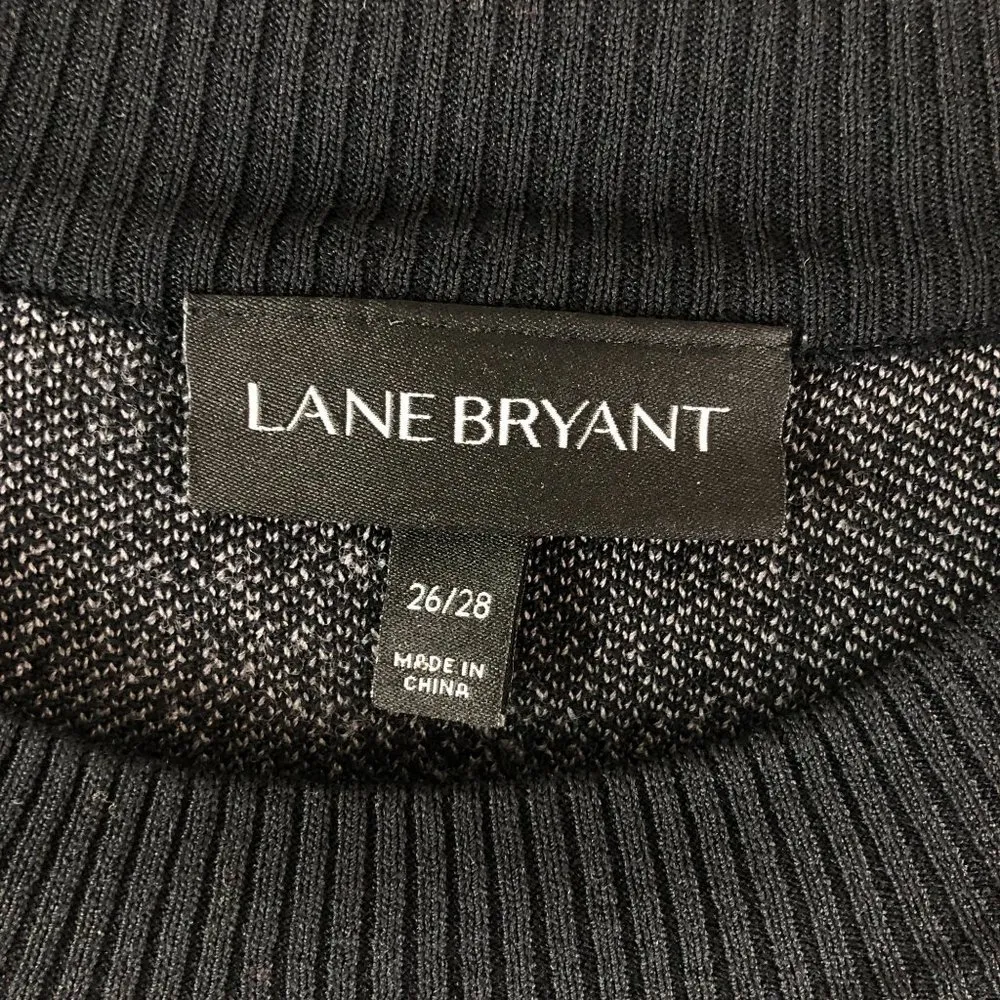 LANE BRYANT
26/28
MADE IN
CHINA